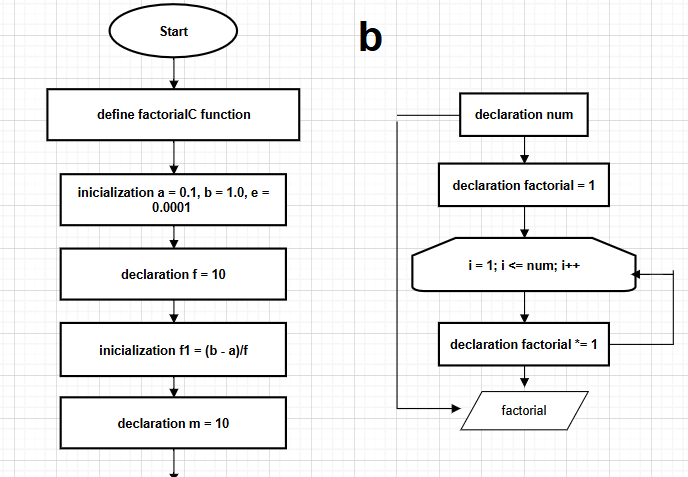 Start
define factorialC function
inicialization a = 0.1, b = 1.0, e =
0.0001
declaration f = 10
inicialization f1 = (b - a)/f
declaration m = 10
b
declaration num
declaration factorial = 1
i = 1; i <= num; i++
declaration factorial *= 1
factorial